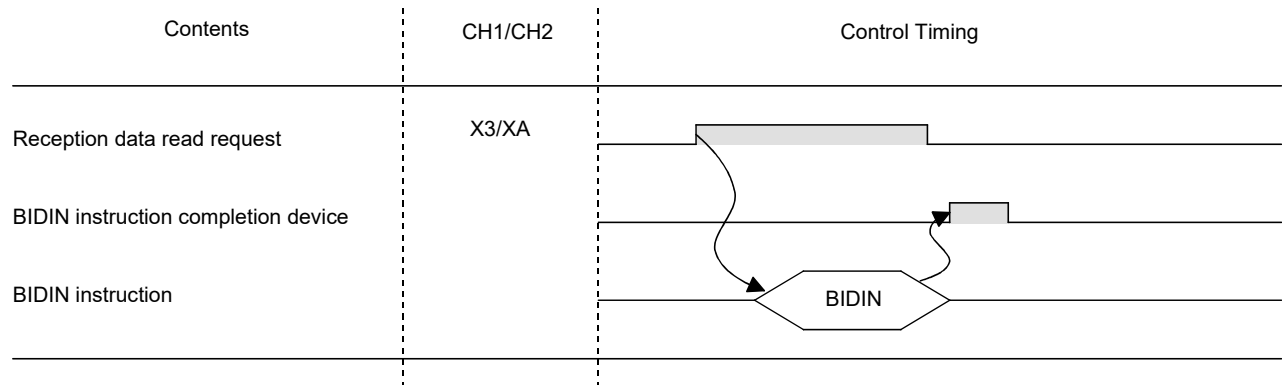 Contents CH1/CH2 Control Timing
Reception data read request X3/XA
BIDIN instruction completion device
BIDIN instruction BIDIN